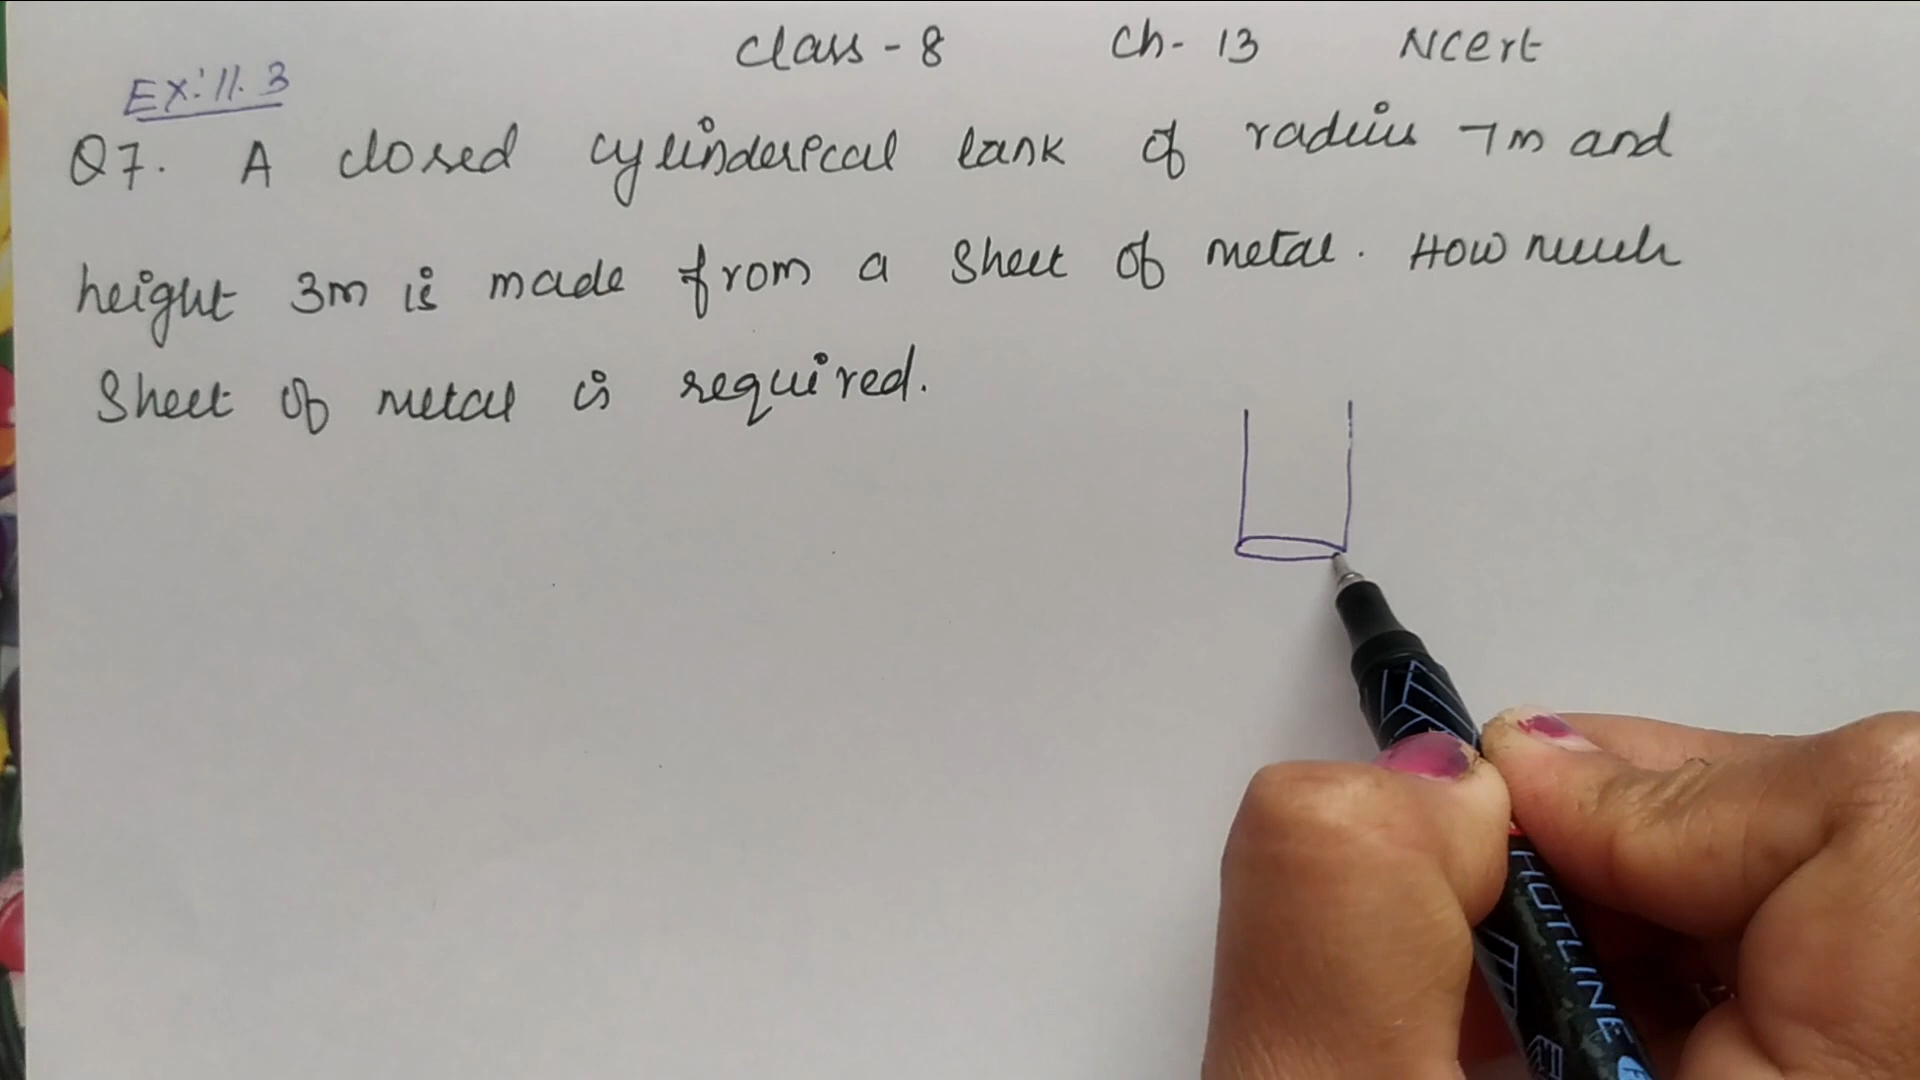 Class - 8 Ch - 13 NCert
Ex: 11.3
Q7. A closed cylinderical tank of radius 7m and
height 3m is made from a sheet of metal. How much
Sheet of metal is required.
HOTLINE